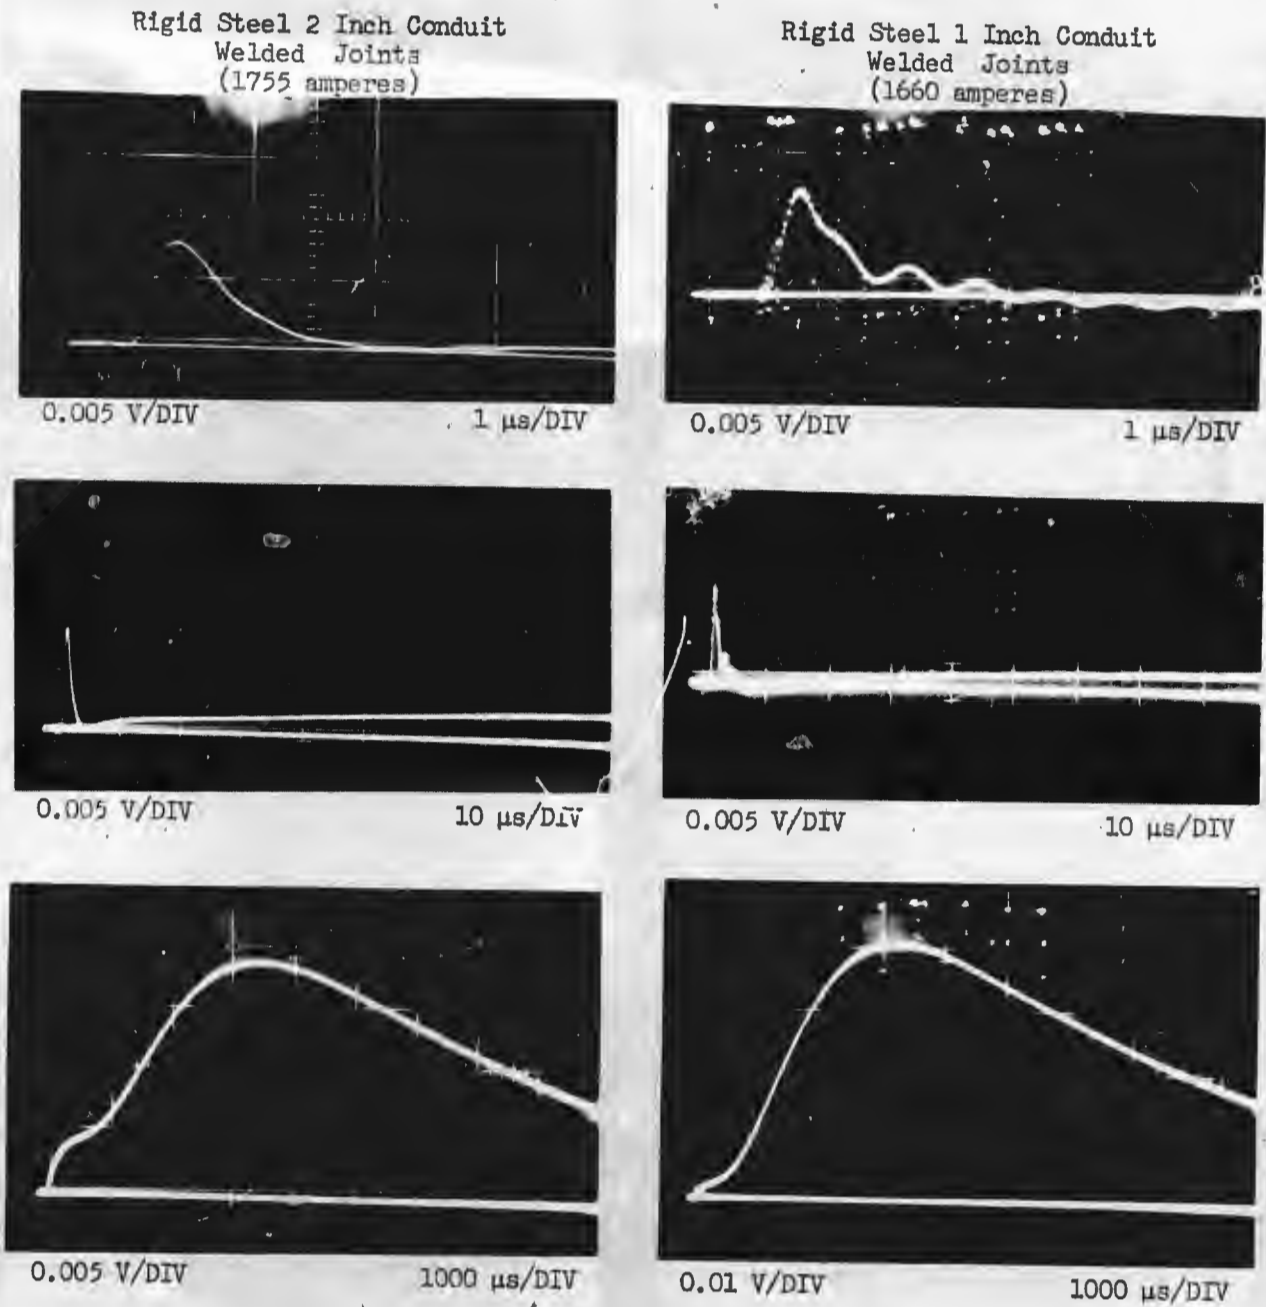 Rigid Steel 2 Inch Conduit
Welded Joints
(1755 amperes)
0.005 V/DIV 1 μs/DIV
0.005 V/DIV 10 μs/DIV
0.005 V/DIV 1000 μs/DIV
Rigid Steel 1 Inch Conduit
Welded Joints
(1660 amperes)
0.005 V/DIV 1 μs/DIV
0.005 V/DIV 10 μs/DIV
0.01 V/DIV 1000 μs/DIV